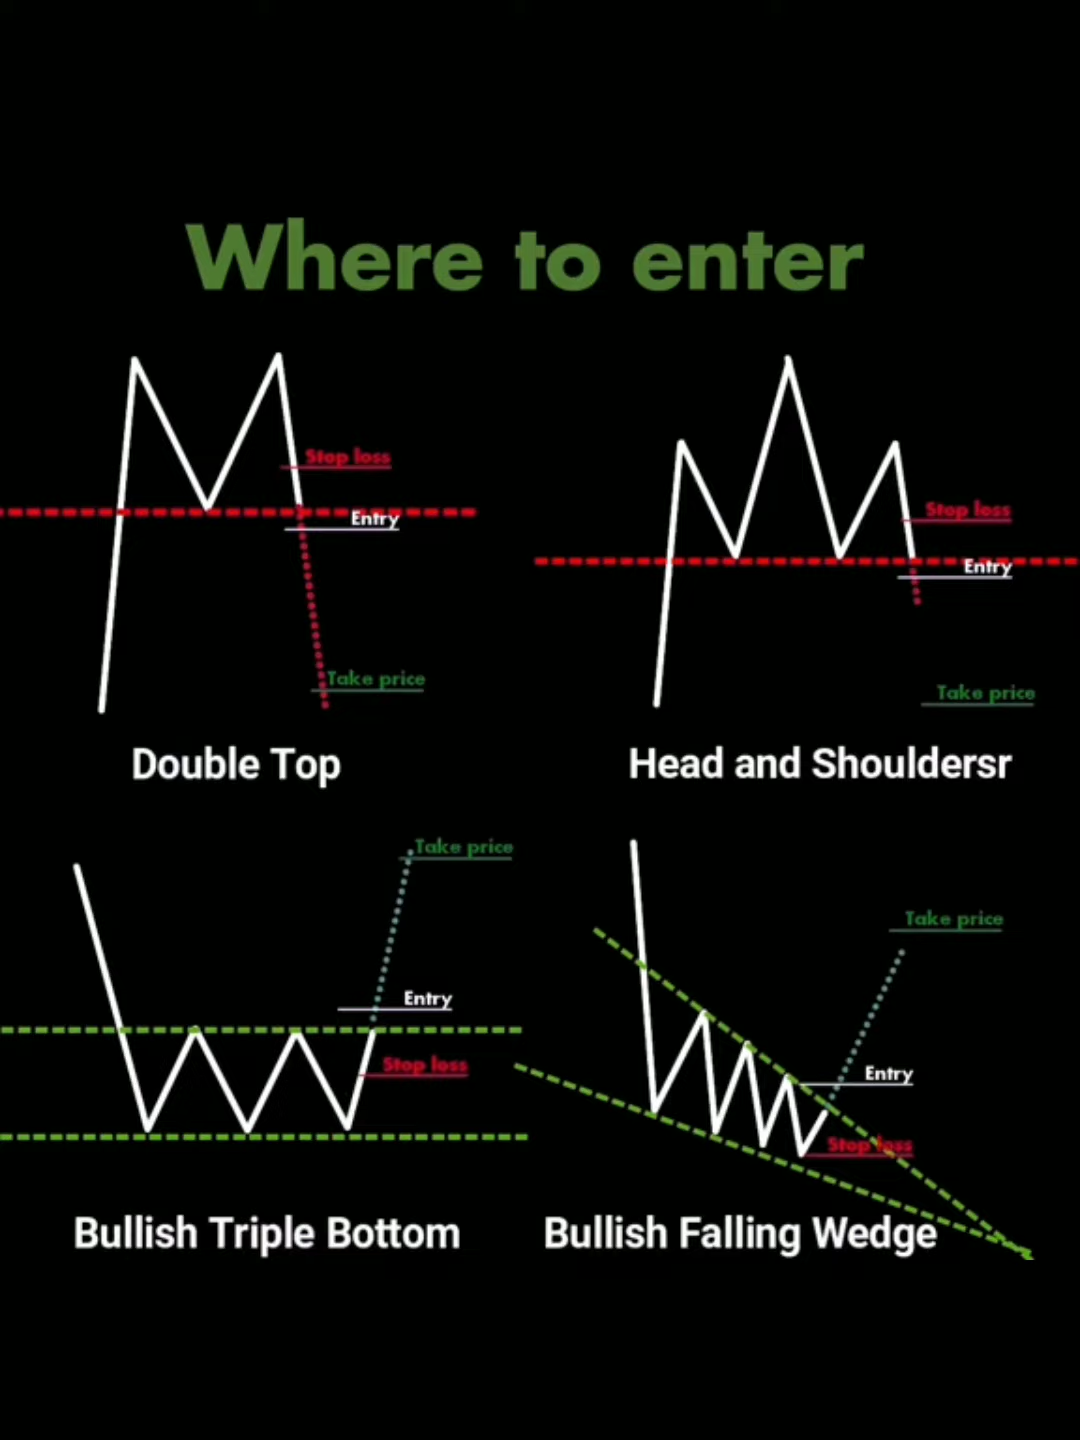 Where to enter
Stop loss
Entry
Take price
Double Top
Stop loss
Entry
Take price
Head and Shouldersr
Take price
Entry
Stop loss
Bullish Triple Bottom
Take price
Entry
Stop loss
Bullish Falling Wedge